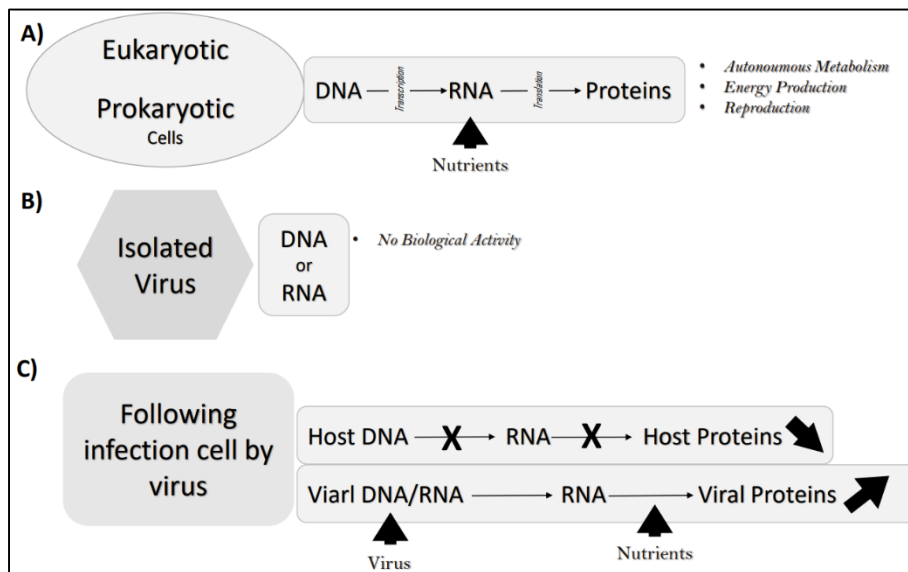 A)
Eukaryotic
Prokaryotic
Cells
DNA Transcription RNA Translation Proteins
Nutrients
• Autonoumous Metabolism
• Energy Production
• Reproduction
B)
Isolated
Virus
DNA
or
RNA
• No Biological Activity
C)
Following
infection cell by
virus
Host DNA X RNA X Host Proteins
Viarl DNA/RNA RNA Viral Proteins
Virus
Nutrients